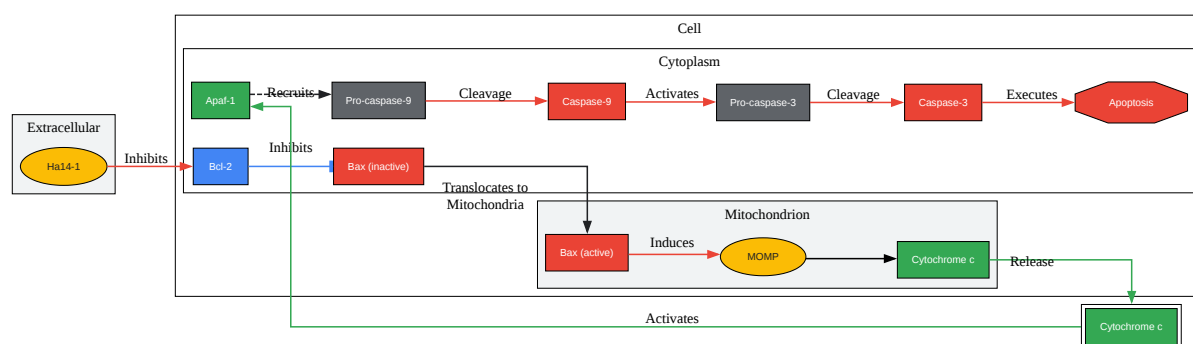 Cell
Cytoplasm
Apaf-1
Recruits
Pro-caspase-9
Cleavage
Caspase-9
Activates
Pro-caspase-3
Cleavage
Caspase-3
Executes
Apoptosis
Extracellular
Ha14-1
Inhibits
Bcl-2
Inhibits
Bax (inactive)
Translocates to
Mitochondria
Mitochondrion
Bax (active)
Induces
MOMP
Cytochrome c
Release
Activates
Cytochrome c